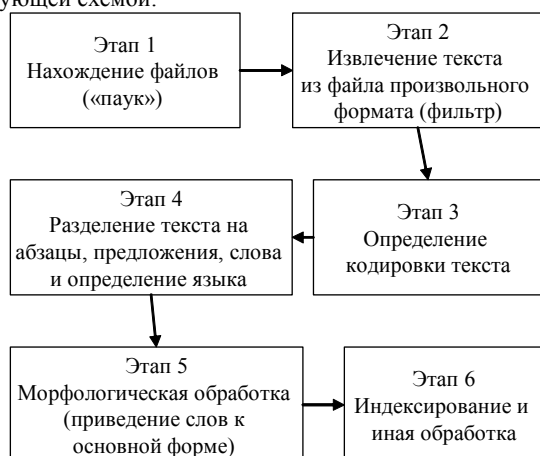 ующей схемой:
Этап 1
Нахождение файлов
(«паук»)
Этап 2
Извлечение текста
из файла произвольного
формата (фильтр)
Этап 3
Определение
кодировки текста
Этап 4
Разделение текста на
абзацы, предложения, слова
и определение языка
Этап 5
Морфологическая обработка
(приведение слов к
основной форме)
Этап 6
Индексирование и
иная обработка